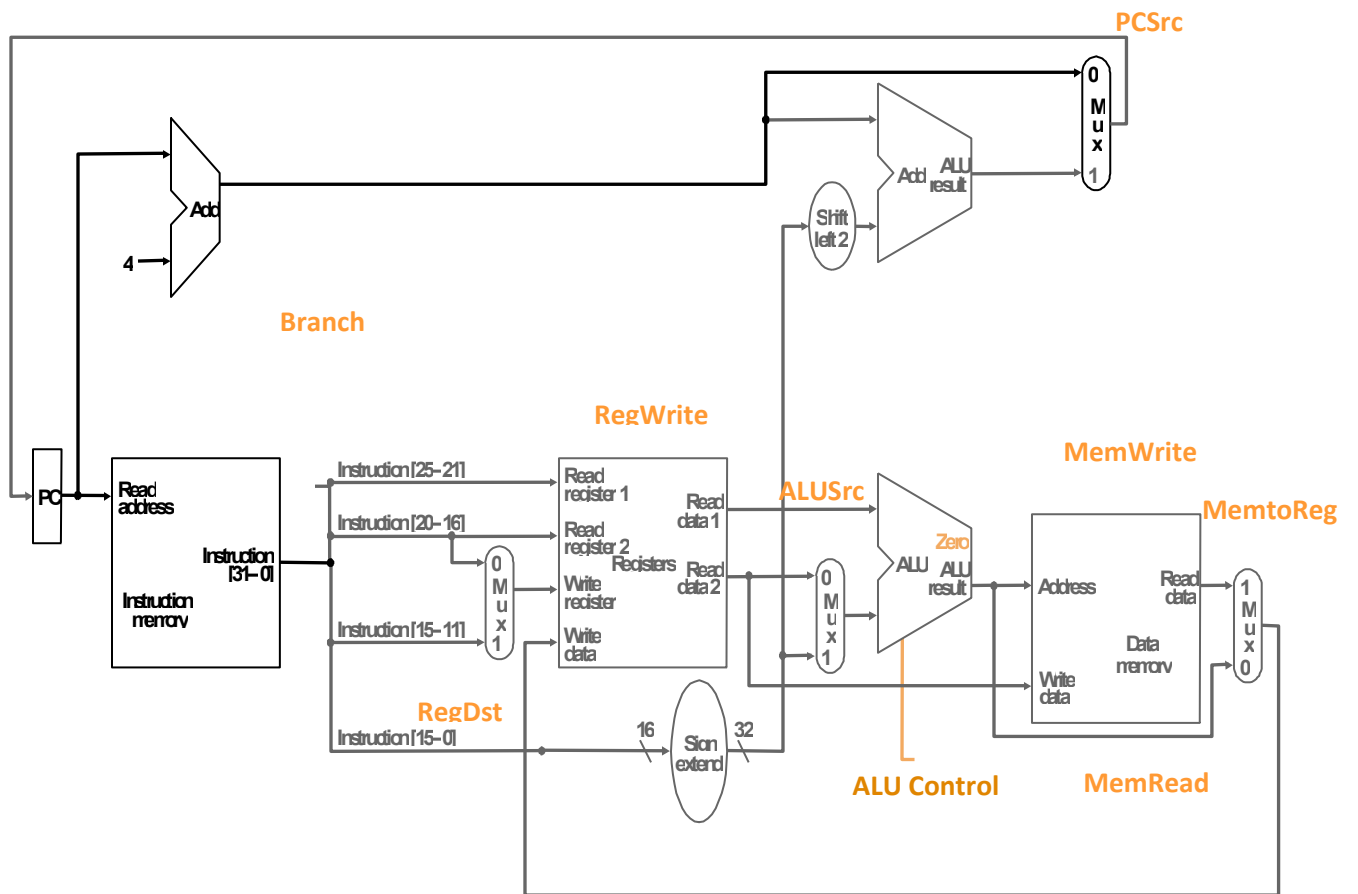 PCSrc
0
M
u
x
1
Add
ALU
result
Shift
left 2
Add
4
Branch
RegWrite
MemWrite
ALUSrc
MemtoReg
PC
Read
address
Instruction
[31–0]
Instruction
memory
Instruction [25–21]
Instruction [20–16]
Instruction [15–11]
0
M
u
x
1
Read
register 1
Read
register 2
Registers
Write
register
Write
data
Read
data 1
Read
data 2
0
M
u
x
1
Zero
ALU
ALU
result
Address
Read
data
Data
memory
Write
data
1
M
u
x
0
RegDst
Instruction [15–0]
16
Sign
extend
32
ALU Control
MemRead